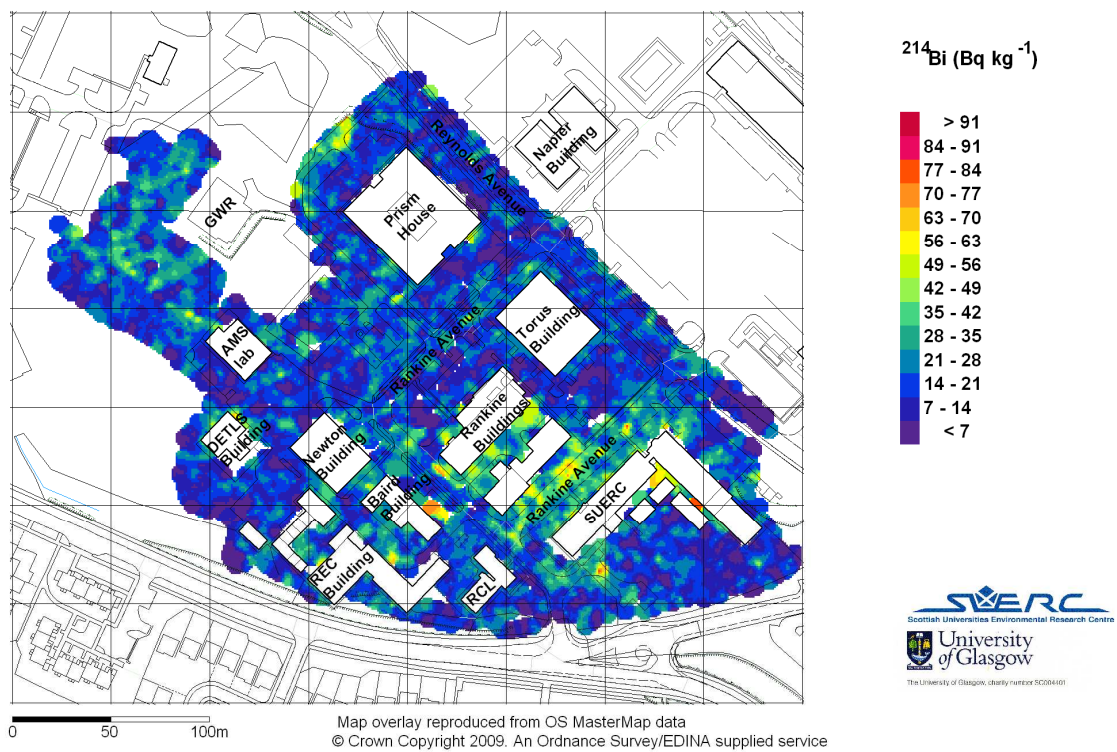 214Bi (Bq kg-1)
> 91
84 - 91
77 - 84
70 - 77
63 - 70
56 - 63
49 - 56
42 - 49
35 - 42
28 - 35
21 - 28
14 - 21
7 - 14
< 7
Reynolds Avenue
Napier
Building
GWR
Prism
House
Torus
Building
Rankine Avenue
AMS
lab
Rankine
Buildings
DETLS
Building
Newton
Building
Baird
Building
Rankine Avenue
SUERC
REC
Building
RCL
SUERC
Scottish Universities Environmental Research Centre
University
of Glasgow
The University of Glasgow, charity number SC004401
0 50 100m
Map overlay reproduced from OS MasterMap data
© Crown Copyright 2009. An Ordnance Survey/EDINA supplied service